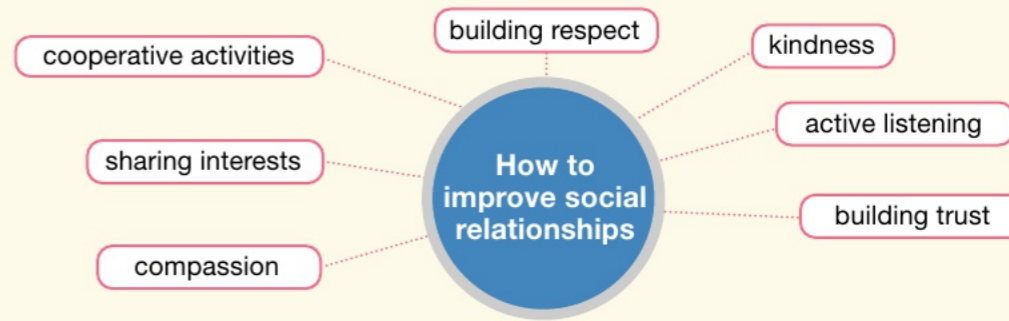 building respect
kindness
cooperative activities
active listening
sharing interests
How to
improve social
relationships
building trust
compassion